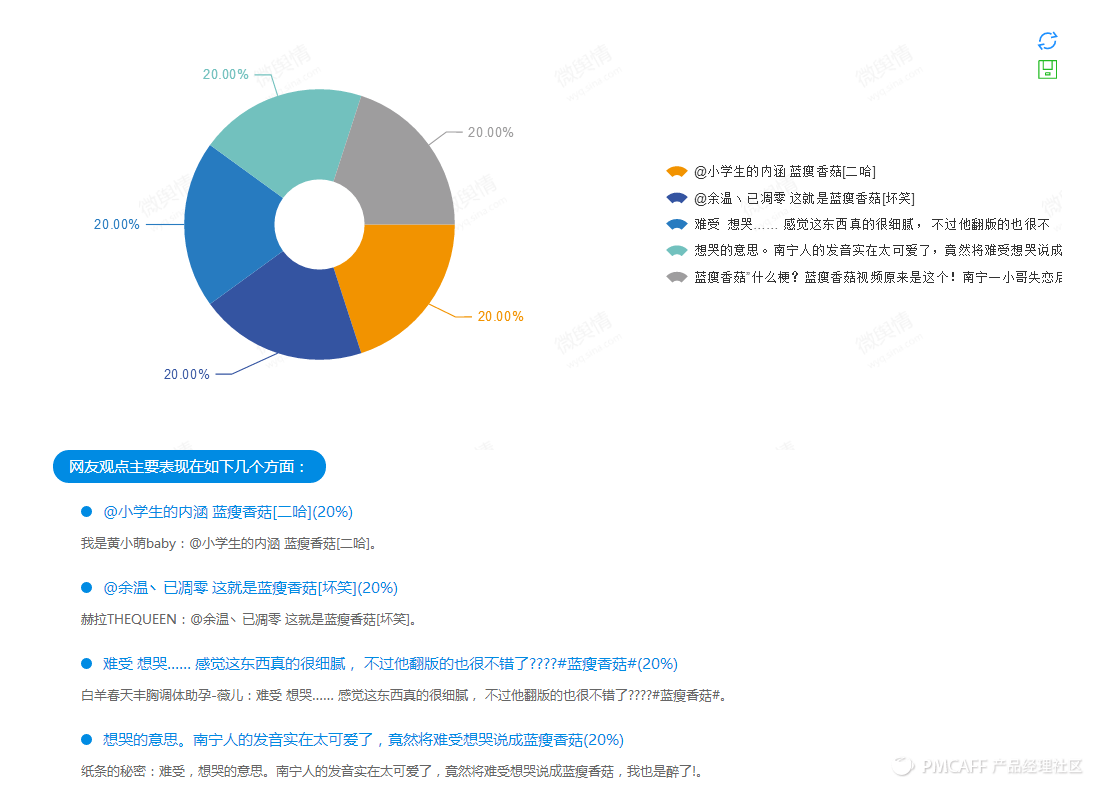 20.00%
20.00%
20.00%
20.00%
20.00%
@小学生的内涵 蓝瘦香菇[二哈]
@余温丶已凋零 这就是蓝瘦香菇[坏笑]
难受 想哭…… 感觉这东西真的很细腻， 不过他翻版的也很不
想哭的意思。南宁人的发音实在太可爱了，竟然将难受想哭说成
蓝瘦香菇”什么梗？蓝瘦香菇视频原来是这个！南宁一小哥失恋后
网友观点主要表现在如下几个方面：
@小学生的内涵 蓝瘦香菇[二哈](20%)
我是黄小萌baby：@小学生的内涵 蓝瘦香菇[二哈]。
@余温丶已凋零 这就是蓝瘦香菇[坏笑](20%)
赫拉THEQUEEN：@余温丶已凋零 这就是蓝瘦香菇[坏笑]。
难受 想哭…… 感觉这东西真的很细腻， 不过他翻版的也很不错了????#蓝瘦香菇#(20%)
白羊春天丰胸调体助孕-薇儿：难受 想哭…… 感觉这东西真的很细腻， 不过他翻版的也很不错了????#蓝瘦香菇#。
想哭的意思。南宁人的发音实在太可爱了，竟然将难受想哭说成蓝瘦香菇(20%)
纸条的秘密：难受，想哭的意思。南宁人的发音实在太可爱了，竟然将难受想哭说成蓝瘦香菇，我也是醉了!。
微舆情
微舆情
微舆情
PMCAFF 产品经理社区